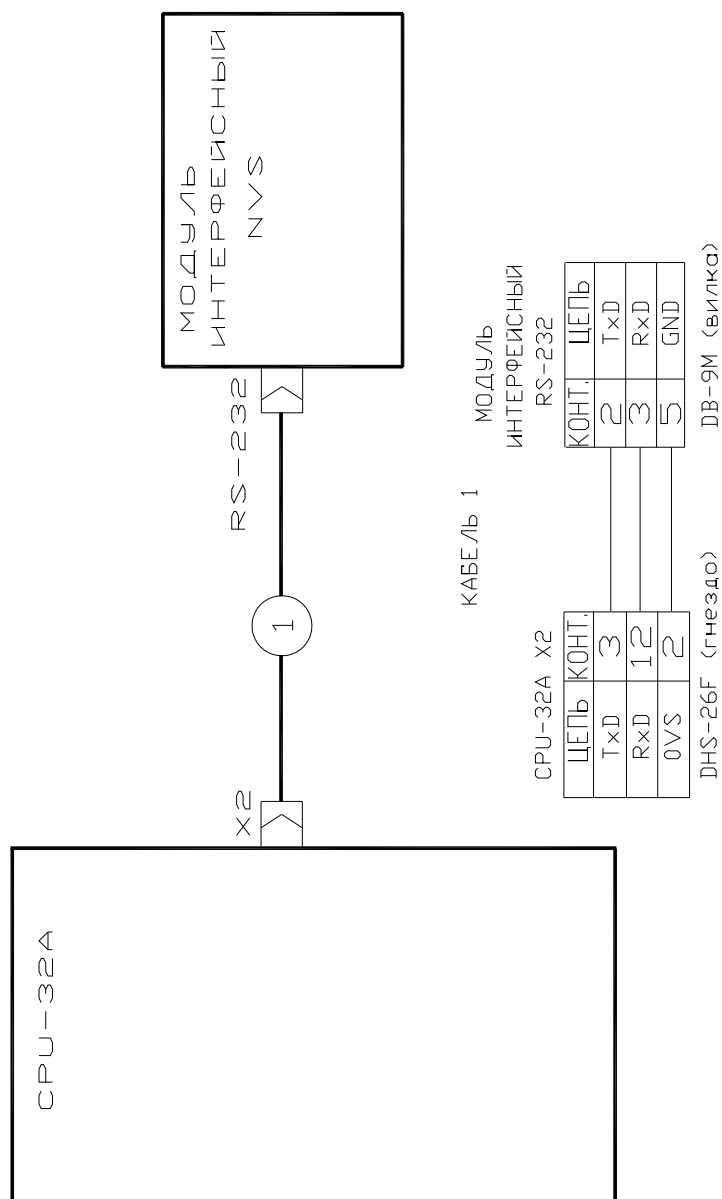 CPU-32A
X2
1
RS-232
МОДУЛЬ
ИНТЕРФЕЙСНЫЙ
NVS
КАБЕЛЬ 1
CPU-32A X2
ЦЕПЬ КОНТ.
TxD 3
RxD 12
0VS 2
DHS-26F (гнездо)
МОДУЛЬ
ИНТЕРФЕЙСНЫЙ
RS-232
КОНТ. ЦЕПЬ
2 TxD
3 RxD
5 GND
DB-9M (вилка)